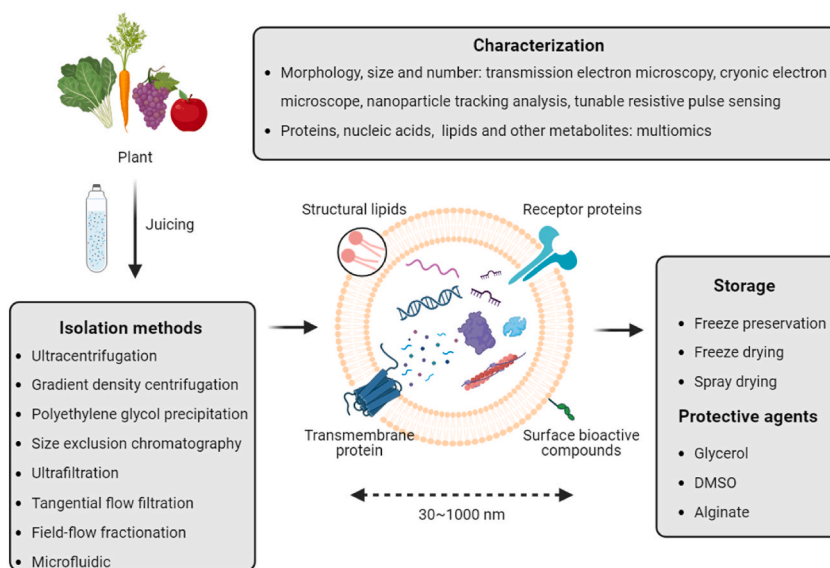 Characterization
• Morphology, size and number: transmission electron microscopy, cryonic electron
microscope, nanoparticle tracking analysis, tunable resistive pulse sensing
• Proteins, nucleic acids, lipids and other metabolites: multiomics
Plant
Juicing
Isolation methods
• Ultracentrifugation
• Gradient density centrifugation
• Polyethylene glycol precipitation
• Size exclusion chromatography
• Ultrafiltration
• Tangential flow filtration
• Field-flow fractionation
• Microfluidic
Structural lipids
Receptor proteins
Transmembrane
protein
Surface bioactive
compounds
30~1000 nm
Storage
• Freeze preservation
• Freeze drying
• Spray drying
Protective agents
• Glycerol
• DMSO
• Alginate